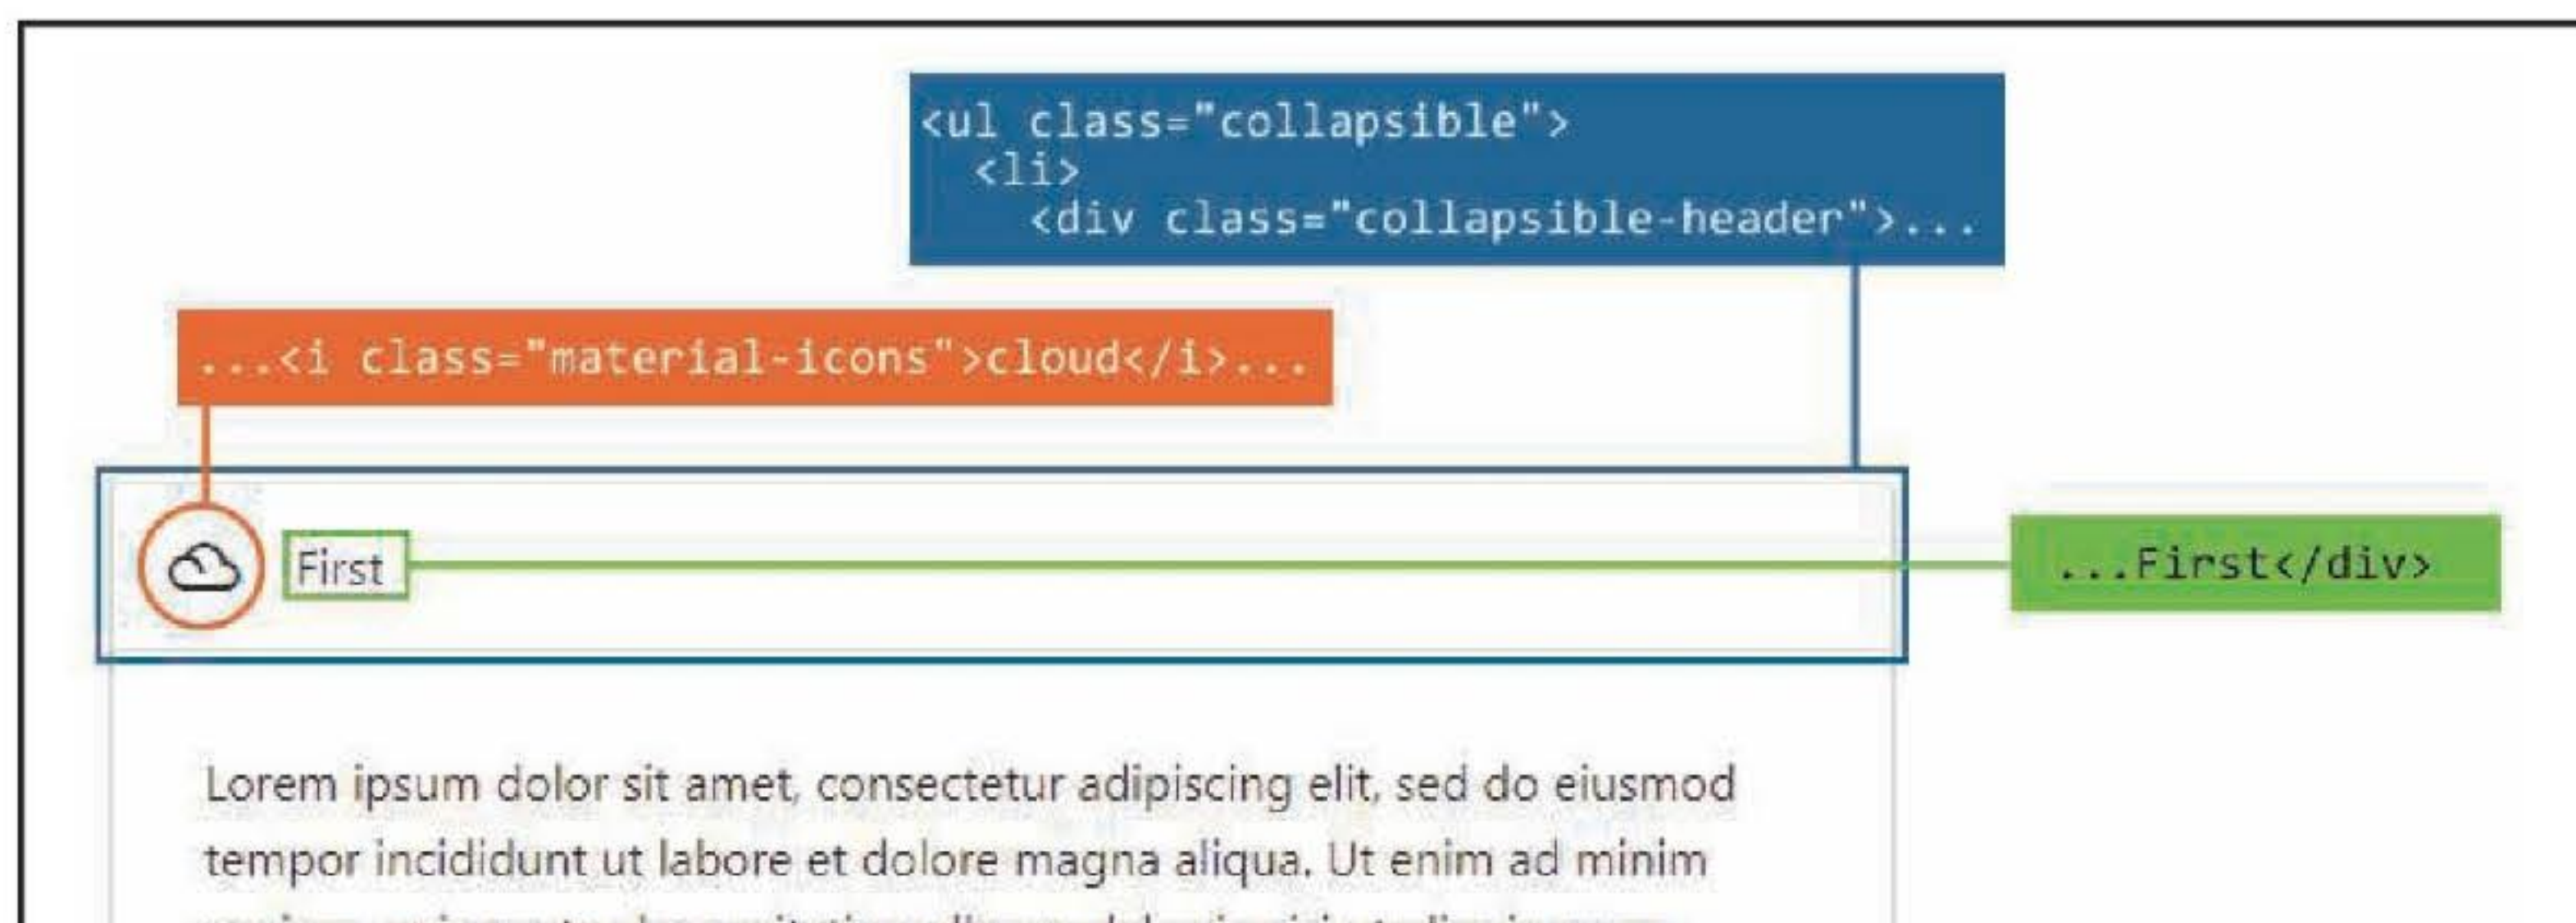 <ul class="collapsible">
<li>
<div class="collapsible-header">...
...<i class="material-icons">cloud</i>...
First
...First</div>
Lorem ipsum dolor sit amet, consectetur adipiscing elit, sed do eiusmod
tempor incididunt ut labore et dolore magna aliqua. Ut enim ad minim